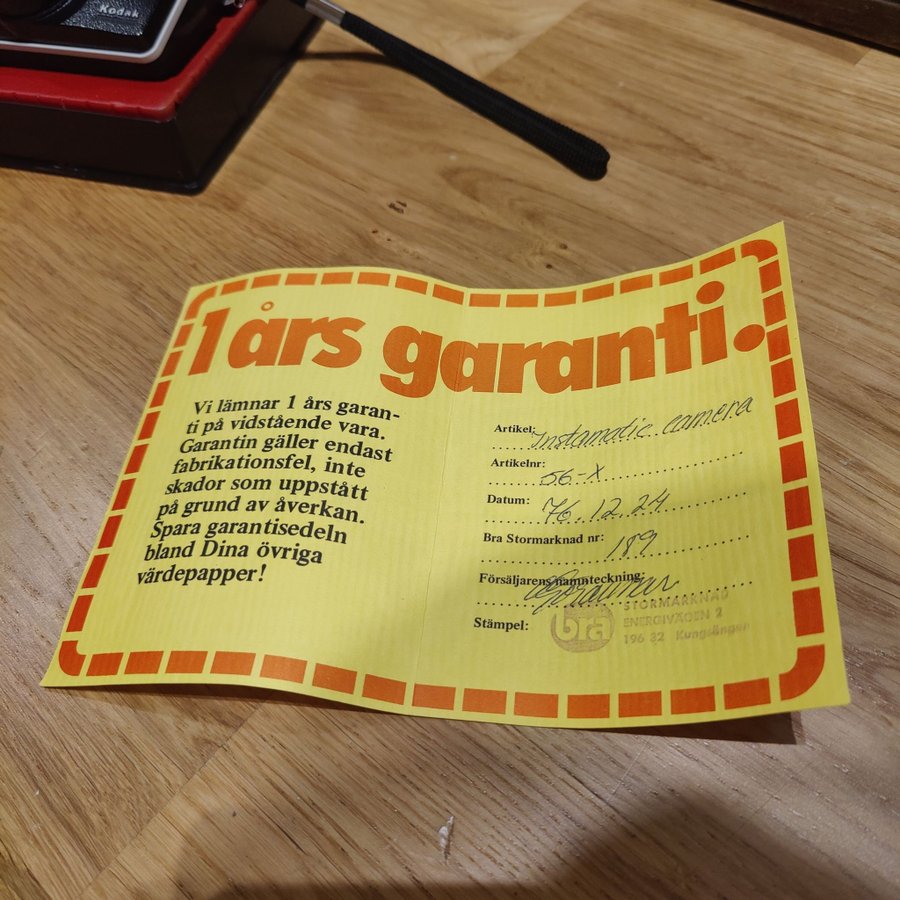 Kodak
1 års garanti.
Vi lämnar 1 års garan-
ti på vidstående vara.
Garantin gäller endast
fabrikationsfel, inte
skador som uppstått
på grund av åverkan.
Spara garantisedeln
bland Dina övriga
värdepapper!
Artikel: Instamatic camera
Artikelnr: 56-X
Datum: 76.12.24
Bra Stormarknad nr: 189
Försäljarens namnteckning:
Stämpel: bra STORMARKNAD
ENERGIVÄGEN 2
196 32 Kungsängen